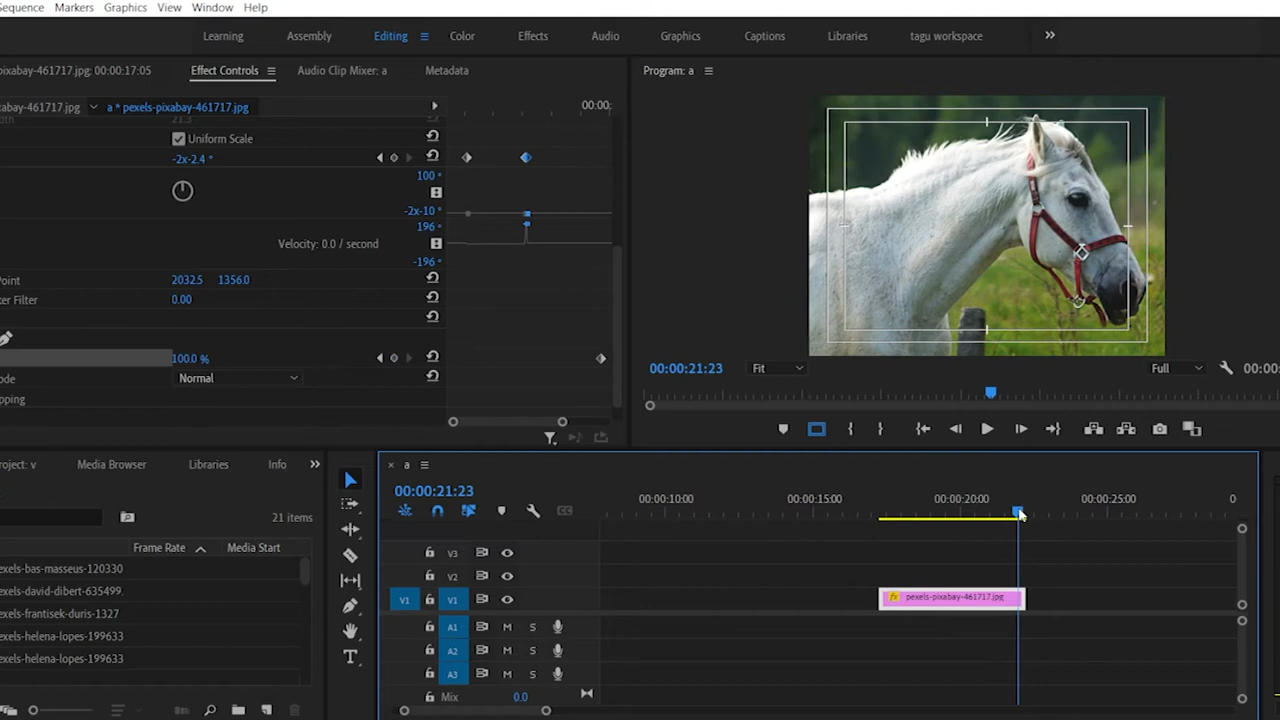 Sequence Markers Graphics View Window Help
Learning Assembly Editing Color Effects Audio Graphics Captions Libraries tagu workspace
ixabay-461717.jpg: 00:00:17:05 Effect Controls Audio Clip Mixer: a Metadata
Program: a
xabay-461717.jpg a * pexels-pixabay-461717.jpg 00:00;
21.3
Uniform Scale
-2x-2.4 °
100 °
-2x-10 °
196 °
Velocity: 0.0 / second
-196 °
Point 2032.5 1356.0
ker Filter 0.00
100.0 %
ode Normal
pping
00:00:21:23 Fit Full 00:00
roject: v Media Browser Libraries Info
a
00:00:21:23
21 items
00:00:10:00 00:00:15:00 00:00:20:00 00:00:25:00 0
Frame Rate Media Start
exels-bas-masseus-120330
exels-david-dibert-635499.
exels-frantisek-duris-1327
exels-helena-lopes-199633
exels-helena-lopes-199633
V3
V2
V1 V1 fx pexels-pixabay-461717.jpg
A1 M S
A2 M S
A3 M S
Mix 0.0